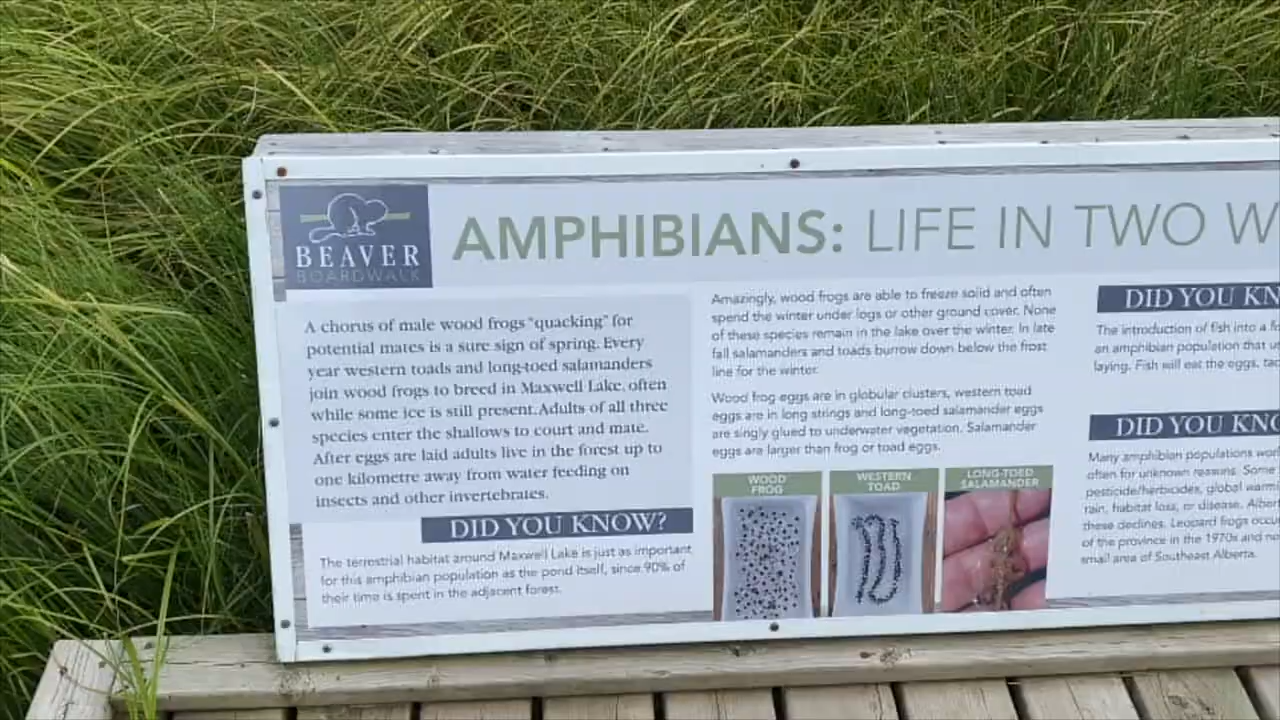 BEAVER
BOARDWALK
AMPHIBIANS: LIFE IN TWO W
A chorus of male wood frogs "quacking" for
potential mates is a sure sign of spring. Every
year western toads and long-toed salamanders
join wood frogs to breed in Maxwell Lake, often
while some ice is still present. Adults of all three
species enter the shallows to court and mate.
After eggs are laid adults live in the forest up to
one kilometre away from water feeding on
insects and other invertebrates.
DID YOU KNOW?
The terrestrial habitat around Maxwell Lake is just as important
for this amphibian population as the pond itself, since 90% of
their time is spent in the adjacent forest.
Amazingly, wood frogs are able to freeze solid and often
spend the winter under logs or other ground cover. None
of these species remain in the lake over the winter. In late
fall salamanders and toads burrow down below the frost
line for the winter.
Wood frog eggs are in globular clusters, western toad
eggs are in long strings and long-toed salamander eggs
are singly glued to underwater vegetation. Salamander
eggs are larger than frog or toad eggs.
WOOD
FROG
WESTERN
TOAD
LONG-TOED
SALAMANDER
DID YOU KN
The introduction of fish into a
an amphibian population that
laying. Fish will eat the eggs,
DID YOU KNO
Many amphibian populations
often for unknown reasons. Some
pesticide/herbicides, global
rain, habitat loss, or disease.
these declines. Leopard frogs
of the province in the 1970s and
small area of Southeast Alberta.